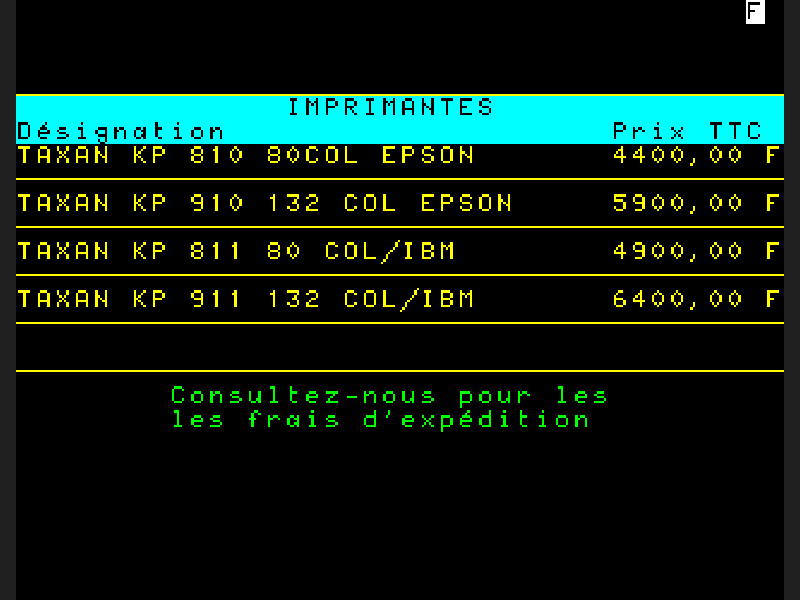 F
IMPRIMANTES
Désignation Prix TTC
TAXAN KP 810 80COL EPSON 4400,00 F
TAXAN KP 910 132 COL EPSON 5900,00 F
TAXAN KP 811 80 COL/IBM 4900,00 F
TAXAN KP 911 132 COL/IBM 6400,00 F
Consultez-nous pour les
les frais d'expédition